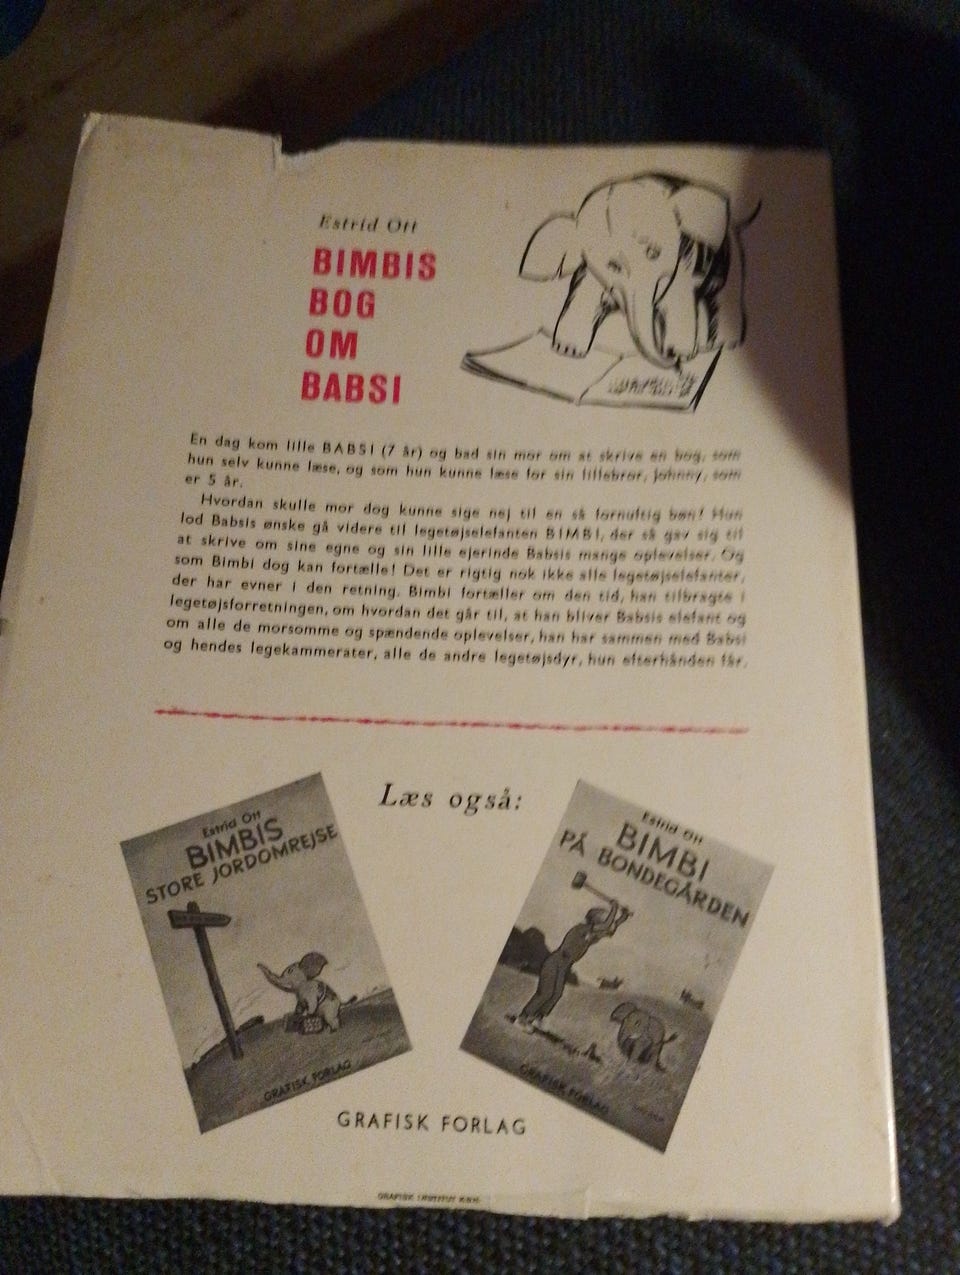 Estrid Ott
BIMBIS
BOG
OM
BABSI
En dag kom lille BABSI (7 år) og bad sin mor om at skrive en bog, som
hun selv kunne læse, og som hun kunne læse for sin lillebror, Johnny, som
er 5 år.
Hvordan skulle mor dog kunne sige nej til en så fornuftig bøn! Hun
lod Babsis ønske gå videre til legetøjselefanten BIMBI, der så gav sig til
at skrive om sine egne og sin lille ejerinde Babsis mange oplevelser. Og
som Bimbi dog kan fortælle! Det er rigtig nok ikke alle legetøjselefanter,
der har evner i den retning. Bimbi fortæller om den tid, han tilbragte i
legetøjsforretningen, om hvordan det går til, at han bliver Babsis elefant og
om alle de morsomme og spændende oplevelser, han har sammen med Babsi
og hendes legekammerater, alle de andre legetøjsdyr, hun efterhånden får.
Læs også:
Estrid Ott
BIMBIS
STORE JORDOMREJSE
GRAFISK FORLAG
Estrid Ott
BIMBI
PÅ BONDEGÅRDEN
GRAFISK FORLAG
GRAFISK FORLAG
GRAFISK INSTITUT